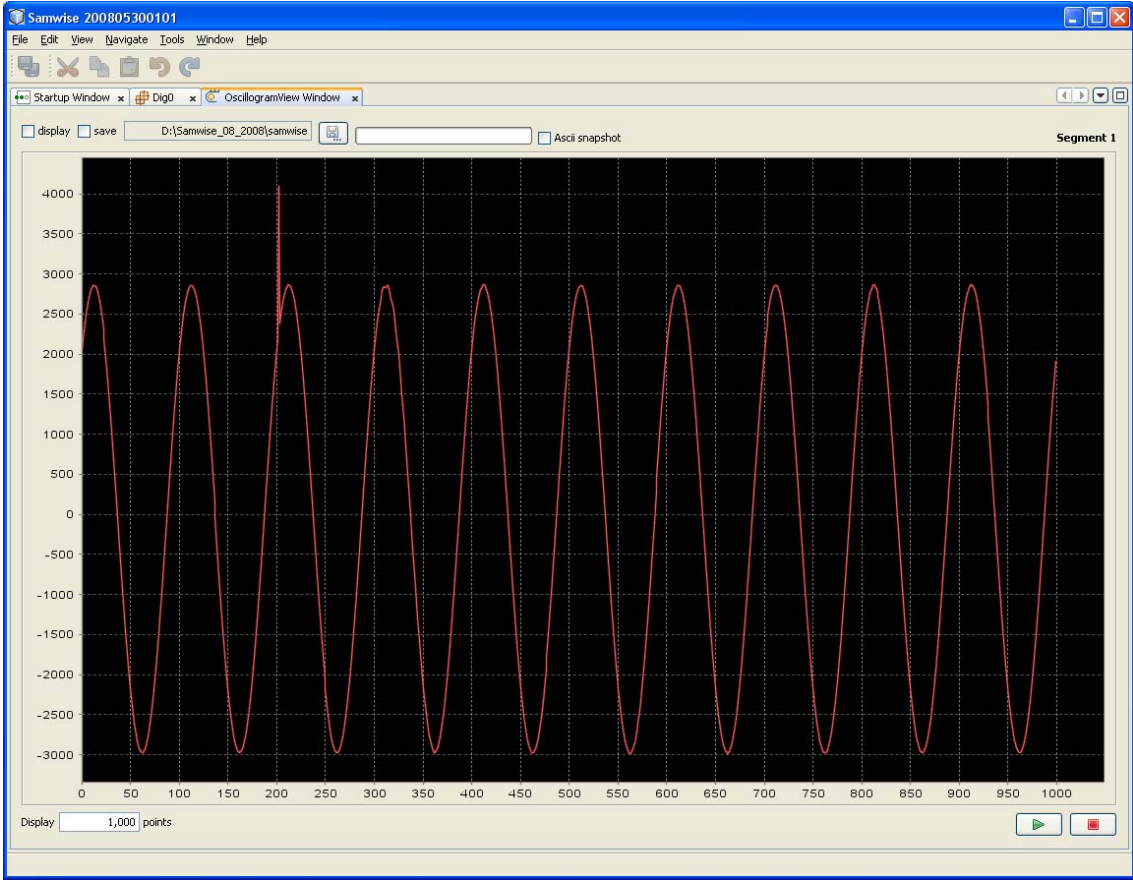 Samwise 200805300101
File Edit View Navigate Tools Window Help
Startup Window x Dig0 x OscillogramView Window x
display save D:\Samwise_08_2008\samwise Ascii snapshot Segment 1
4000
3500
3000
2500
2000
1500
1000
500
0
-500
-1000
-1500
-2000
-2500
-3000
0 50 100 150 200 250 300 350 400 450 500 550 600 650 700 750 800 850 900 950 1000
Display 1,000 points